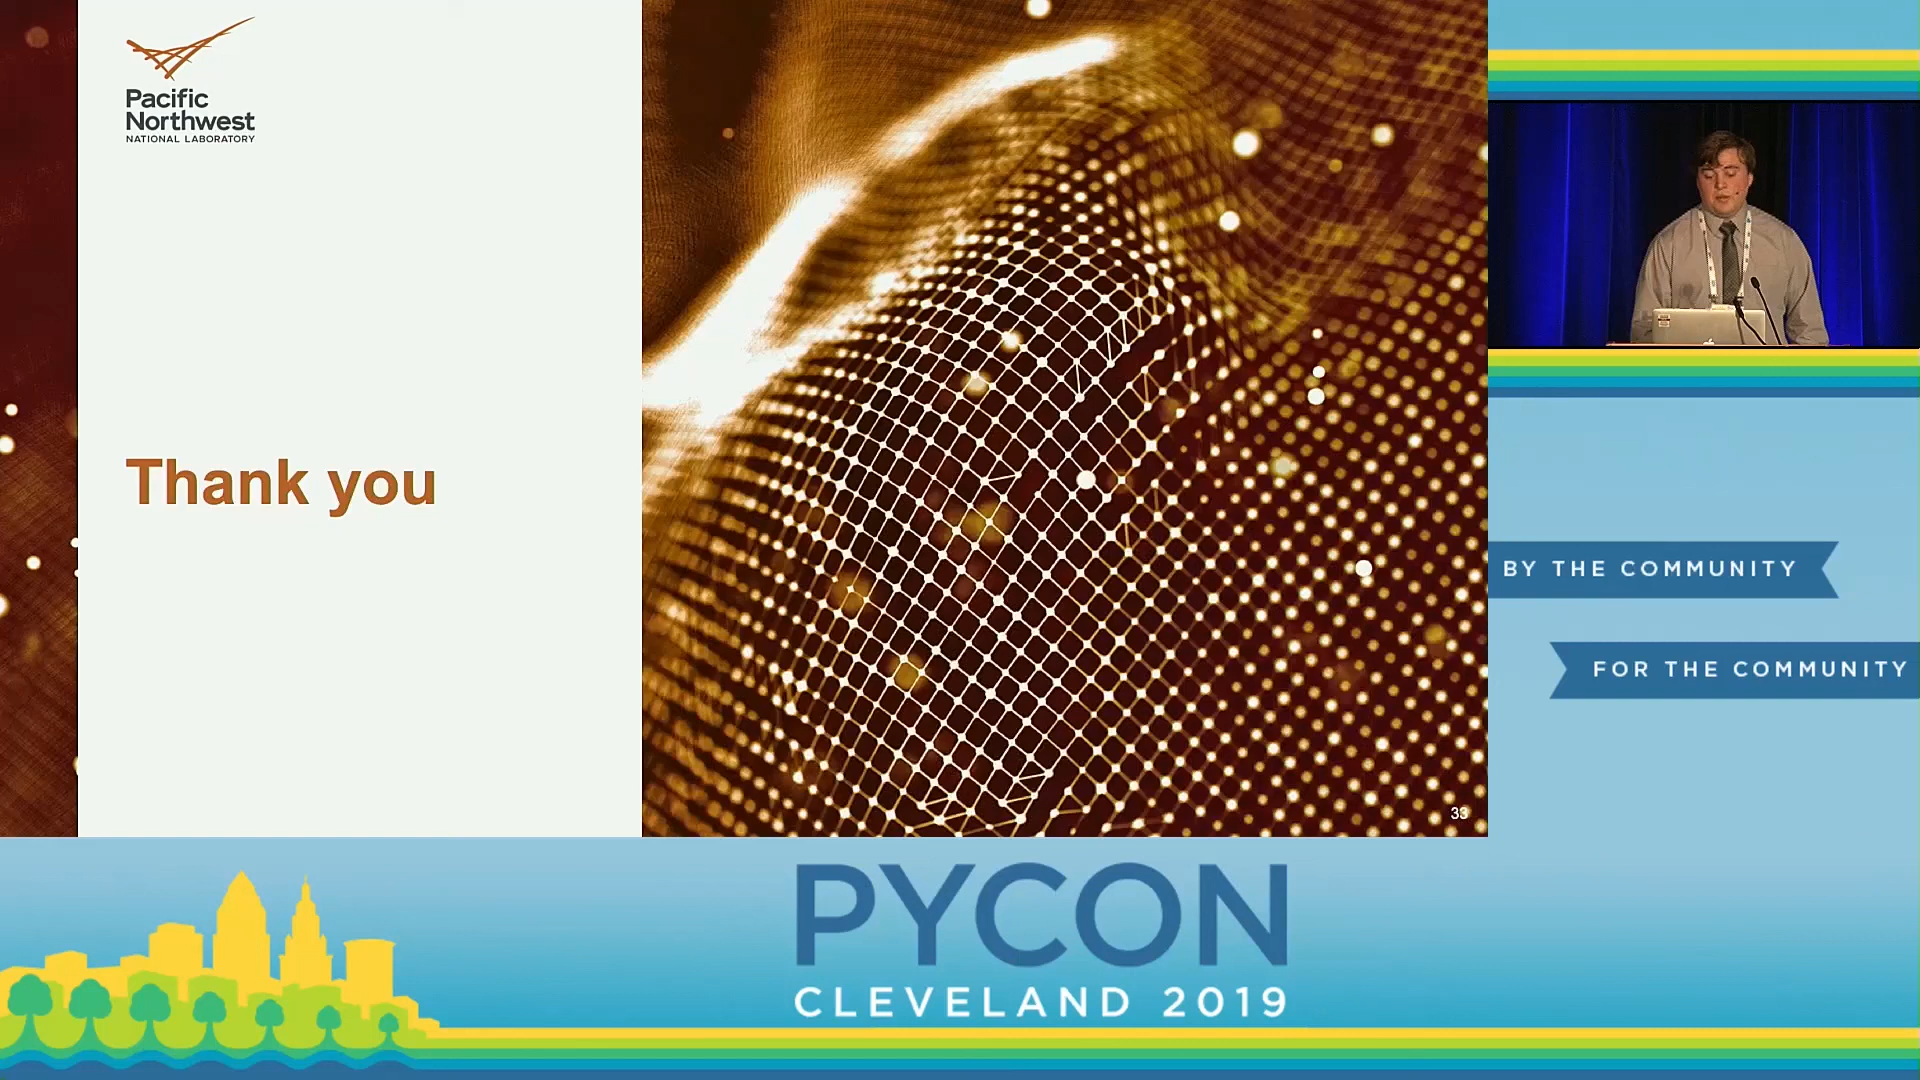 Pacific
Northwest
NATIONAL LABORATORY
Thank you
33
BY THE COMMUNITY
FOR THE COMMUNITY
PYCON
CLEVELAND 2019